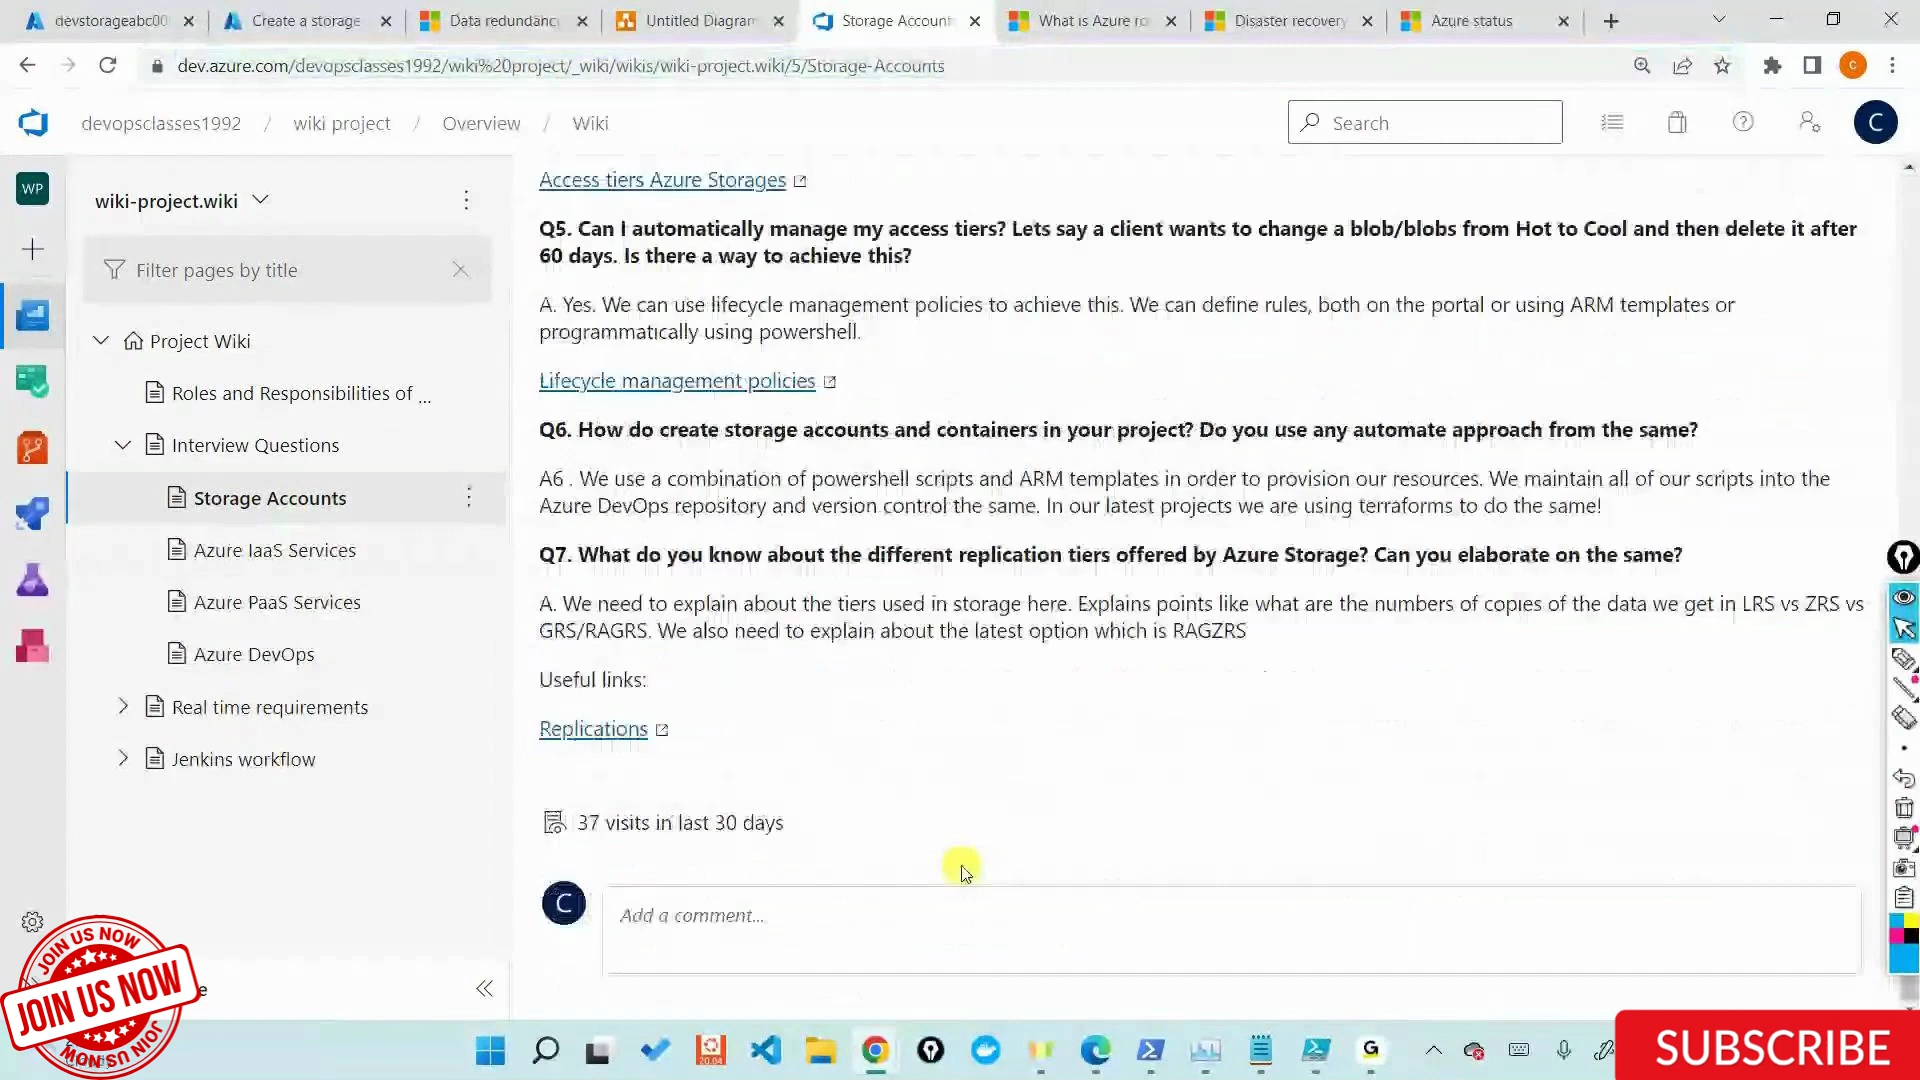 devstorageabc00
Create a storage
Data redundanc
Untitled Diagram
Storage Account
What is Azure ro
Disaster recovery
Azure status
dev.azure.com/devopsclasses1992/wiki%20project/_wiki/wikis/wiki-project.wiki/5/Storage-Accounts
C
devopsclasses1992 / wiki project / Overview / Wiki
Search
C
WP
wiki-project.wiki
Filter pages by title
Project Wiki
Roles and Responsibilities of ...
Interview Questions
Storage Accounts
Azure IaaS Services
Azure PaaS Services
Azure DevOps
Real time requirements
Jenkins workflow
Access tiers Azure Storages
Q5. Can I automatically manage my access tiers? Lets say a client wants to change a blob/blobs from Hot to Cool and then delete it after
60 days. Is there a way to achieve this?
A. Yes. We can use lifecycle management policies to achieve this. We can define rules, both on the portal or using ARM templates or
programmatically using powershell.
Lifecycle management policies
Q6. How do create storage accounts and containers in your project? Do you use any automate approach from the same?
A6 . We use a combination of powershell scripts and ARM templates in order to provision our resources. We maintain all of our scripts into the
Azure DevOps repository and version control the same. In our latest projects we are using terraforms to do the same!
Q7. What do you know about the different replication tiers offered by Azure Storage? Can you elaborate on the same?
A. We need to explain about the tiers used in storage here. Explains points like what are the numbers of copies of the data we get in LRS vs ZRS vs
GRS/RAGRS. We also need to explain about the latest option which is RAGZRS
Useful links:
Replications
37 visits in last 30 days
C
Add a comment...
JOIN US NOW
JOIN US NOW
JOIN US NOW
20.04
G
SUBSCRIBE